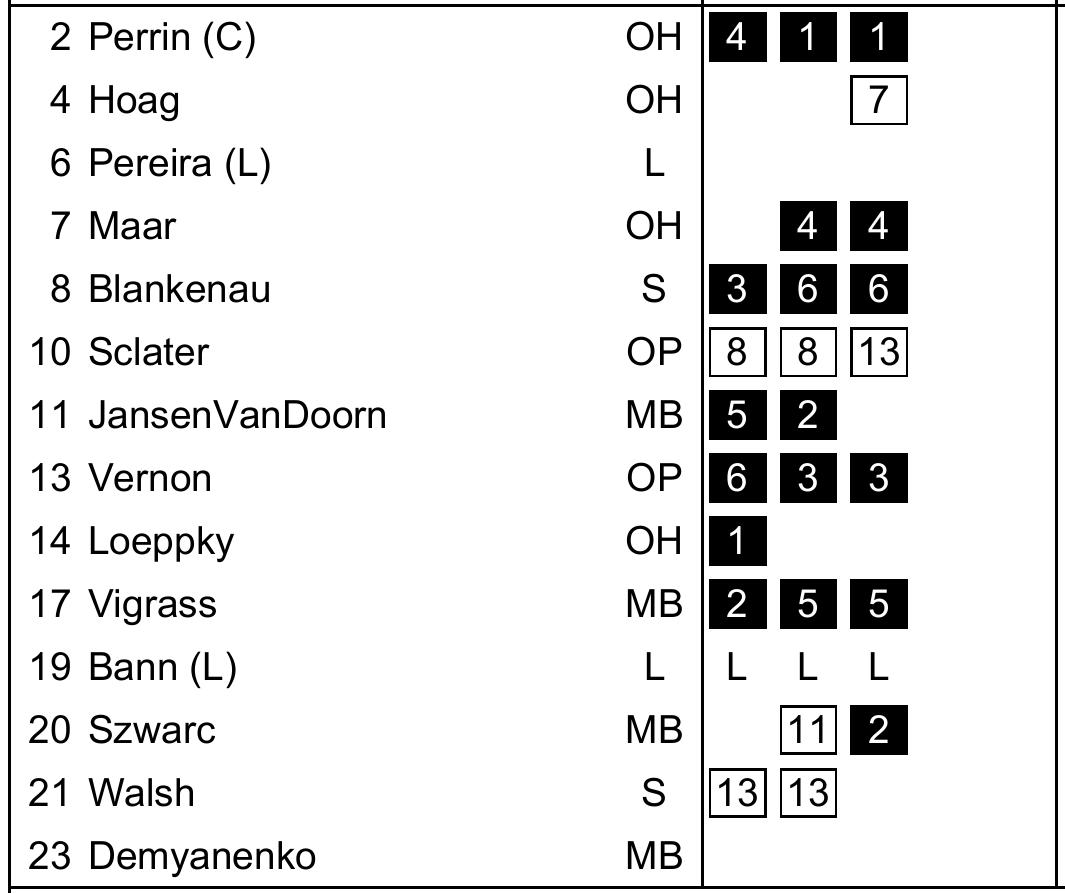 2 Perrin (C) OH 4 1 1
4 Hoag OH 7
6 Pereira (L) L
7 Maar OH 4 4
8 Blankenau S 3 6 6
10 Sclater OP 8 8 13
11 JansenVanDoorn MB 5 2
13 Vernon OP 6 3 3
14 Loeppky OH 1
17 Vigrass MB 2 5 5
19 Bann (L) L L L L
20 Szwarc MB 11 2
21 Walsh S 13 13
23 Demyanenko MB